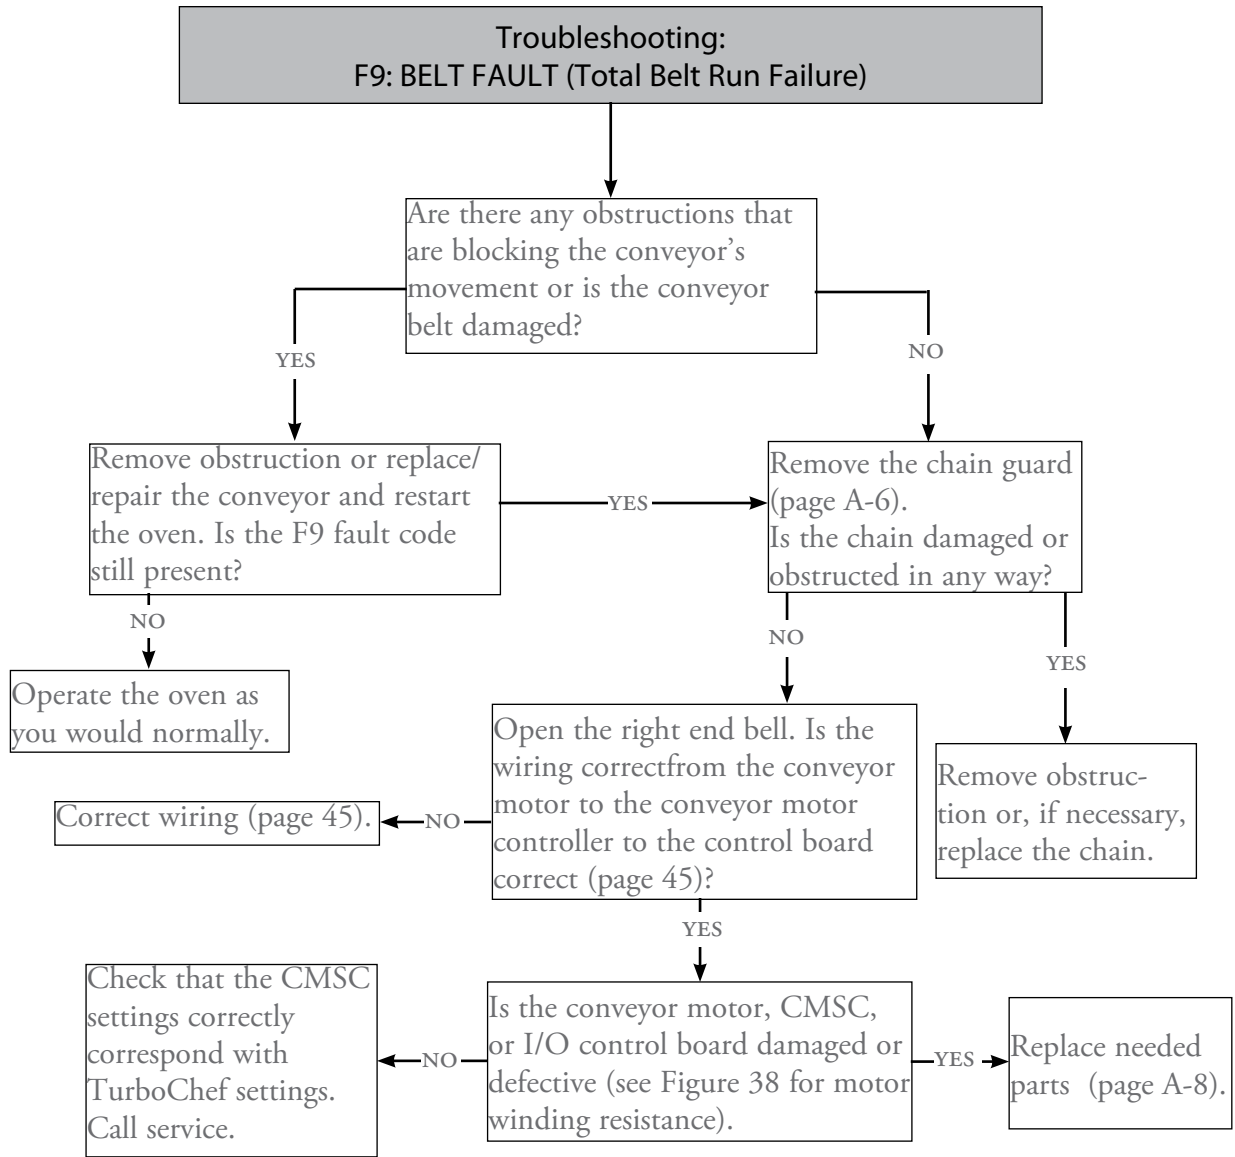 Troubleshooting:
F9: BELT FAULT (Total Belt Run Failure)
Are there any obstructions that
are blocking the conveyor's
movement or is the conveyor
belt damaged?
YES
NO
Remove obstruction or replace/
repair the conveyor and restart
the oven. Is the F9 fault code
still present?
YES
Remove the chain guard
(page A-6).
Is the chain damaged or
obstructed in any way?
NO
NO
YES
Operate the oven as
you would normally.
Open the right end bell. Is the
wiring correctfrom the conveyor
motor to the conveyor motor
controller to the control board
correct (page 45)?
Remove obstruc-
tion or, if necessary,
replace the chain.
Correct wiring (page 45).
NO
YES
Check that the CMSC
settings correctly
correspond with
TurboChef settings.
Call service.
NO
Is the conveyor motor, CMSC,
or I/O control board damaged or
defective (see Figure 38 for motor
winding resistance).
YES
Replace needed
parts (page A-8).